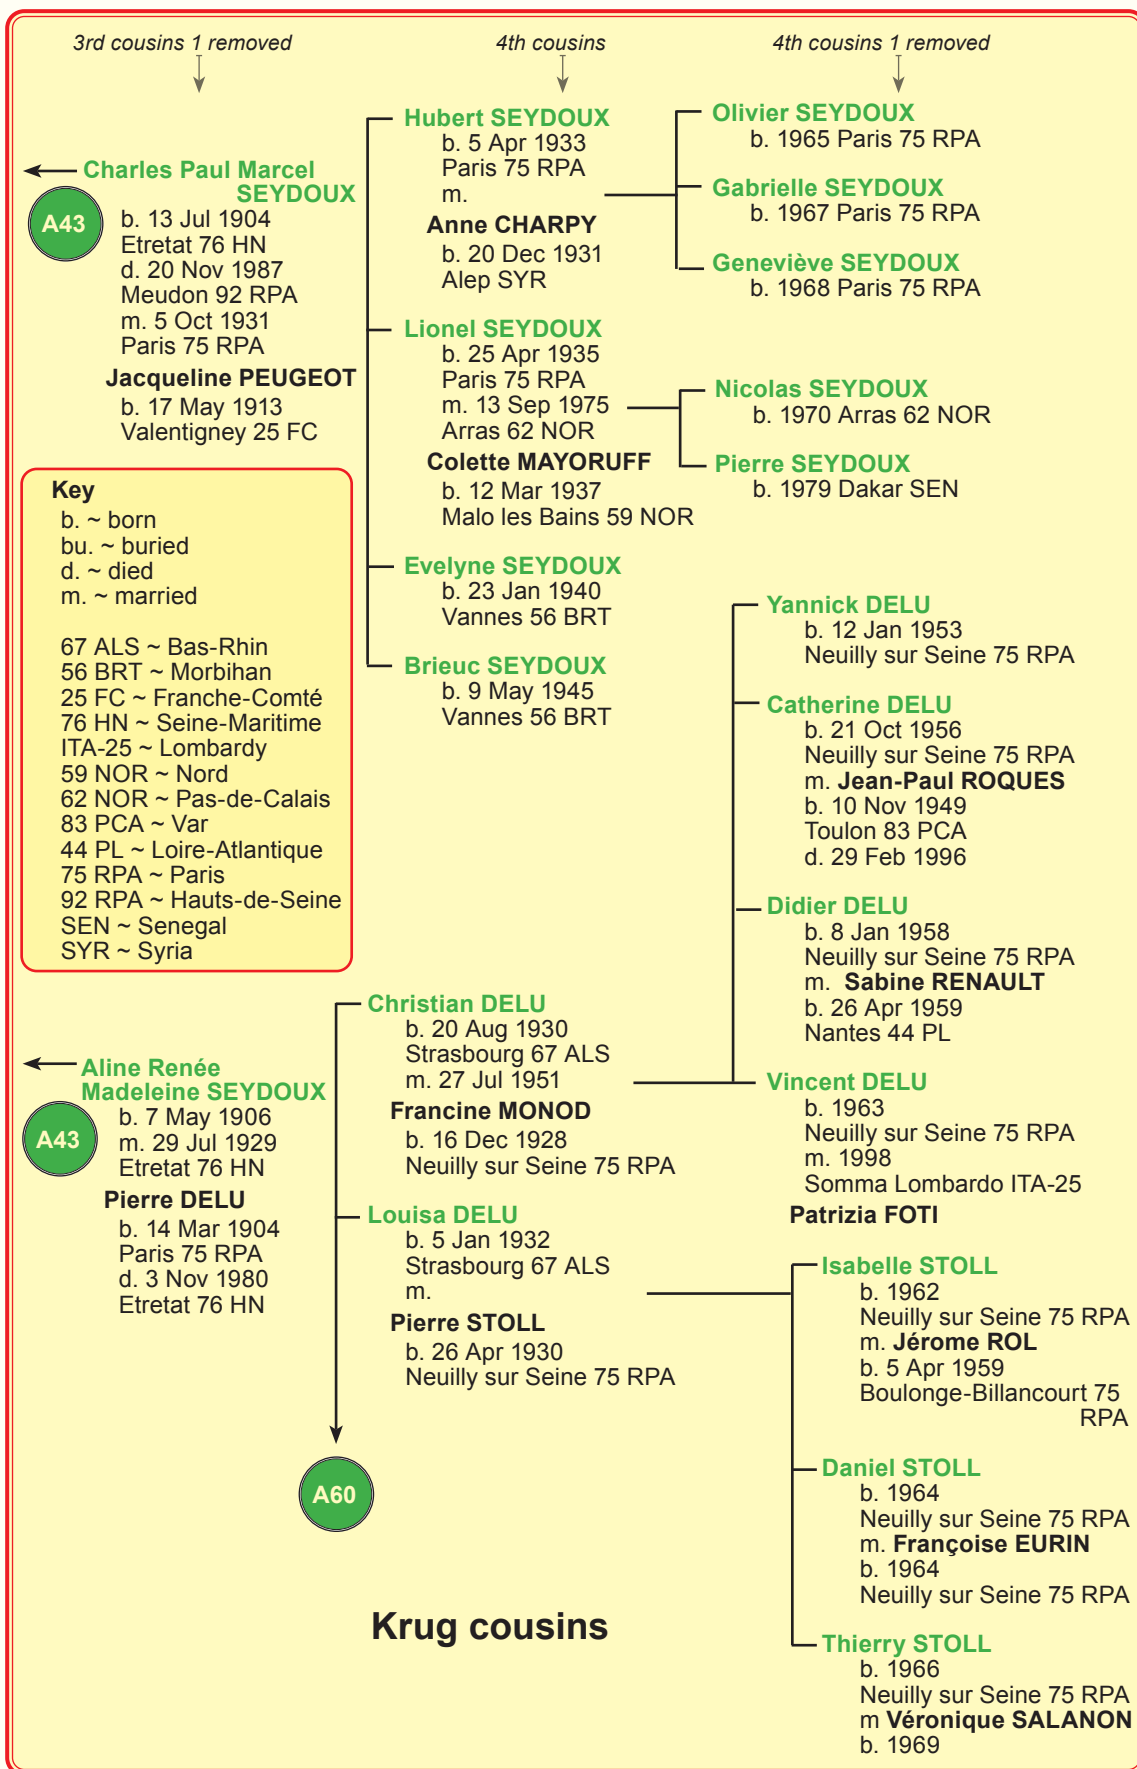 3rd cousins 1 removed
4th cousins
4th cousins 1 removed
Charles Paul Marcel
SEYDOUX
A43
b. 13 Jul 1904
Etretat 76 HN
d. 20 Nov 1987
Meudon 92 RPA
m. 5 Oct 1931
Paris 75 RPA
Jacqueline PEUGEOT
b. 17 May 1913
Valentigney 25 FC
Hubert SEYDOUX
b. 5 Apr 1933
Paris 75 RPA
m.
Anne CHARPY
b. 20 Dec 1931
Alep SYR
Olivier SEYDOUX
b. 1965 Paris 75 RPA
Gabrielle SEYDOUX
b. 1967 Paris 75 RPA
Geneviève SEYDOUX
b. 1968 Paris 75 RPA
Lionel SEYDOUX
b. 25 Apr 1935
Paris 75 RPA
m. 13 Sep 1975
Arras 62 NOR
Colette MAYORUFF
b. 12 Mar 1937
Malo les Bains 59 NOR
Nicolas SEYDOUX
b. 1970 Arras 62 NOR
Pierre SEYDOUX
b. 1979 Dakar SEN
Evelyne SEYDOUX
b. 23 Jan 1940
Vannes 56 BRT
Brieuc SEYDOUX
b. 9 May 1945
Vannes 56 BRT
Key
b. ~ born
bu. ~ buried
d. ~ died
m. ~ married
67 ALS ~ Bas-Rhin
56 BRT ~ Morbihan
25 FC ~ Franche-Comté
76 HN ~ Seine-Maritime
ITA-25 ~ Lombardy
59 NOR ~ Nord
62 NOR ~ Pas-de-Calais
83 PCA ~ Var
44 PL ~ Loire-Atlantique
75 RPA ~ Paris
92 RPA ~ Hauts-de-Seine
SEN ~ Senegal
SYR ~ Syria
Aline Renée
Madeleine SEYDOUX
A43
b. 7 May 1906
m. 29 Jul 1929
Etretat 76 HN
Pierre DELU
b. 14 Mar 1904
Paris 75 RPA
d. 3 Nov 1980
Etretat 76 HN
Christian DELU
b. 20 Aug 1930
Strasbourg 67 ALS
m. 27 Jul 1951
Francine MONOD
b. 16 Dec 1928
Neuilly sur Seine 75 RPA
Yannick DELU
b. 12 Jan 1953
Neuilly sur Seine 75 RPA
Catherine DELU
b. 21 Oct 1956
Neuilly sur Seine 75 RPA
m. Jean-Paul ROQUES
b. 10 Nov 1949
Toulon 83 PCA
d. 29 Feb 1996
Didier DELU
b. 8 Jan 1958
Neuilly sur Seine 75 RPA
m. Sabine RENAULT
b. 26 Apr 1959
Nantes 44 PL
Vincent DELU
b. 1963
Neuilly sur Seine 75 RPA
m. 1998
Somma Lombardo ITA-25
Patrizia FOTI
Louisa DELU
b. 5 Jan 1932
Strasbourg 67 ALS
m.
Pierre STOLL
b. 26 Apr 1930
Neuilly sur Seine 75 RPA
Isabelle STOLL
b. 1962
Neuilly sur Seine 75 RPA
m. Jérome ROL
b. 5 Apr 1959
Boulonge-Billancourt 75
RPA
Daniel STOLL
b. 1964
Neuilly sur Seine 75 RPA
m. Françoise EURIN
b. 1964
Neuilly sur Seine 75 RPA
Thierry STOLL
b. 1966
Neuilly sur Seine 75 RPA
m Véronique SALANON
b. 1969
A60
Krug cousins